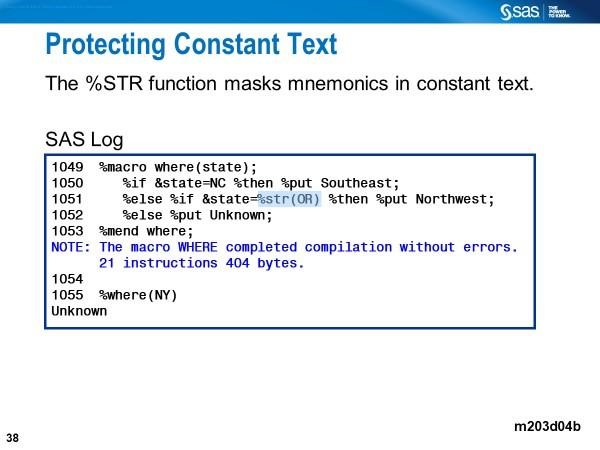 sas THE POWER TO KNOW.
Protecting Constant Text
The %STR function masks mnemonics in constant text.
SAS Log
1049 %macro where(state);
1050 %if &state=NC %then %put Southeast;
1051 %else %if &state=%str(OR) %then %put Northwest;
1052 %else %put Unknown;
1053 %mend where;
NOTE: The macro WHERE completed compilation without errors.
21 instructions 404 bytes.
1054
1055 %where(NY)
Unknown
m203d04b
38